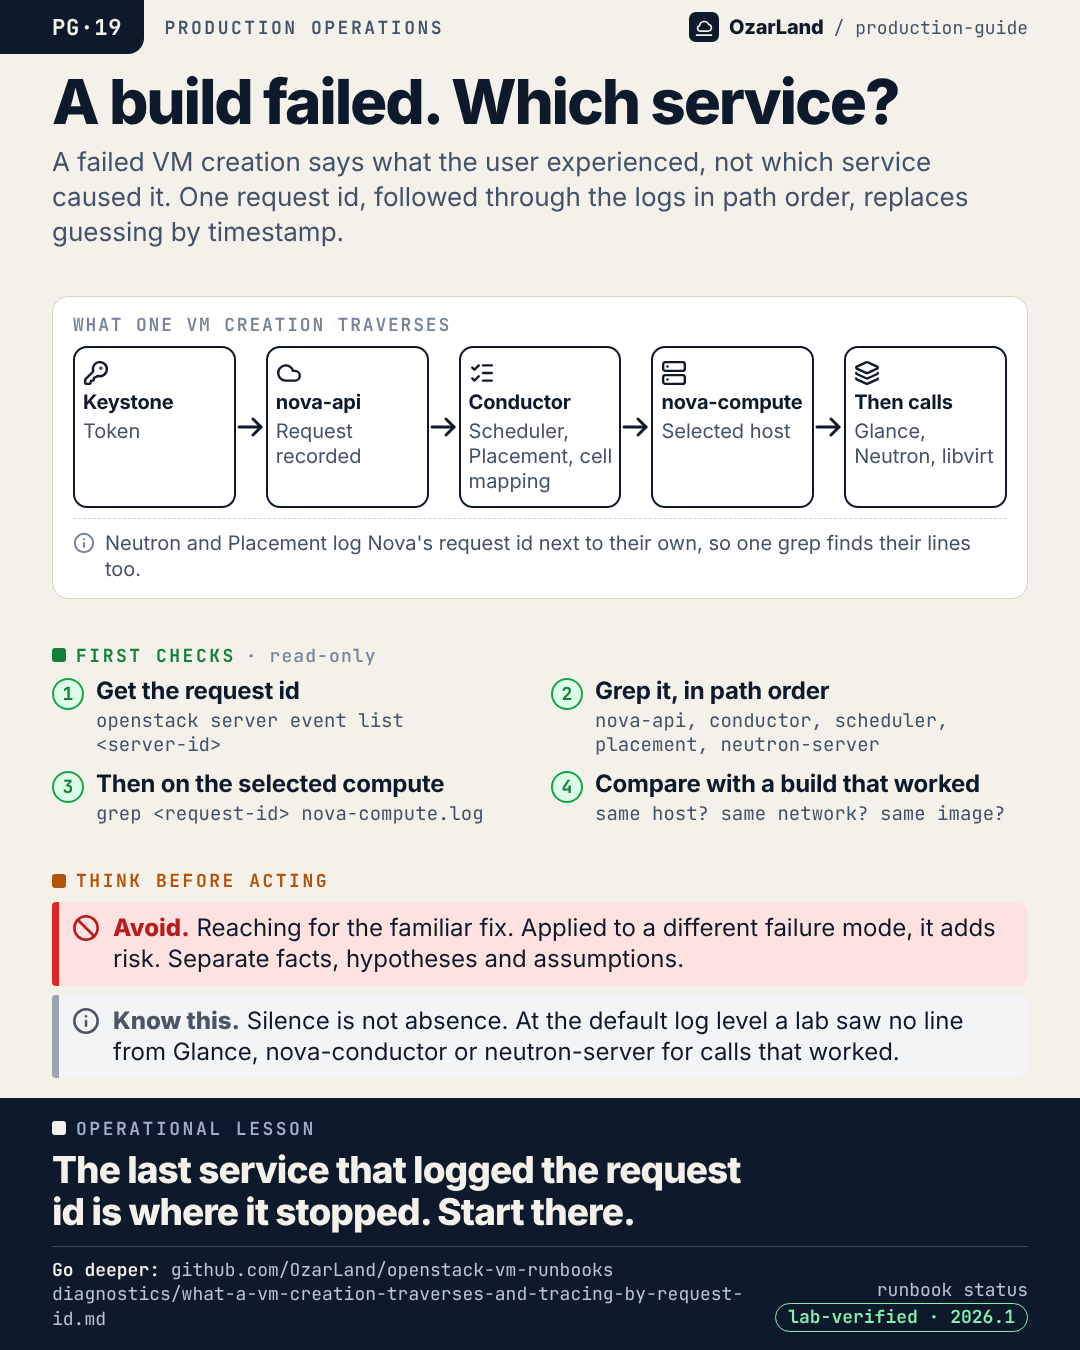 PG·19
PRODUCTION OPERATIONS
OzarLand / production-guide
A build failed. Which service?
A failed VM creation says what the user experienced, not which service
caused it. One request id, followed through the logs in path order, replaces
guessing by timestamp.
WHAT ONE VM CREATION TRAVERSES
Keystone
Token
nova-api
Request
recorded
Conductor
Scheduler,
Placement, cell
mapping
nova-compute
Selected host
Then calls
Glance,
Neutron, libvirt
Neutron and Placement log Nova's request id next to their own, so one grep finds their lines
too.
FIRST CHECKS · read-only
1 Get the request id
openstack server event list
<server-id>
2 Grep it, in path order
nova-api, conductor, scheduler,
placement, neutron-server
3 Then on the selected compute
grep <request-id> nova-compute.log
4 Compare with a build that worked
same host? same network? same image?
THINK BEFORE ACTING
Avoid. Reaching for the familiar fix. Applied to a different failure mode, it adds
risk. Separate facts, hypotheses and assumptions.
Know this. Silence is not absence. At the default log level a lab saw no line
from Glance, nova-conductor or neutron-server for calls that worked.
OPERATIONAL LESSON
The last service that logged the request
id is where it stopped. Start there.
Go deeper: github.com/OzarLand/openstack-vm-runbooks
diagnostics/what-a-vm-creation-traverses-and-tracing-by-request-
id.md
runbook status
lab-verified · 2026.1